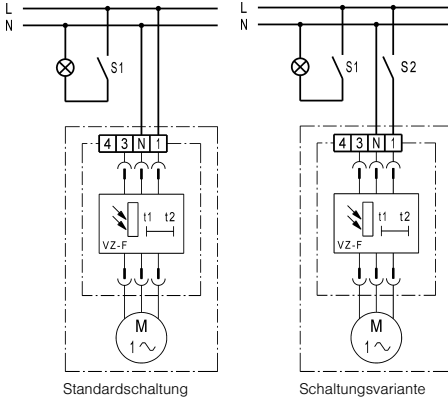 L
N
S1
4 3 N 1
t1 t2
VZ-F
M
1
Standardschaltung
L
N
S1 S2
4 3 N 1
t1 t2
VZ-F
M
1
Schaltungsvariante